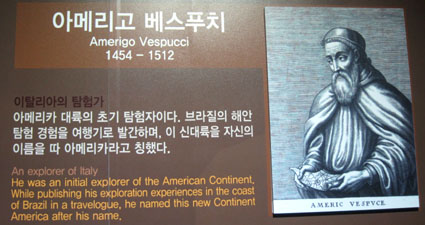 아메리고 베스푸치
Amerigo Vespucci
1454 – 1512
이탈리아의 탐험가
아메리카 대륙의 초기 탐험자이다. 브라질의 해안
탐험 경험을 여행기로 발간하며, 이 신대륙을 자신의
이름을 따 아메리카라고 칭했다.
An explorer of Italy
He was an initial explorer of the American Continent.
While publishing his exploration experiences in the coast
of Brazil in a travelogue, he named this new Continent
America after his name.
AMERIC VESPVCE